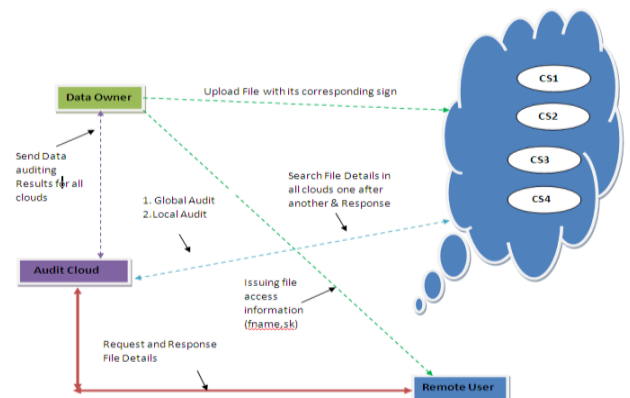 CS1
Data Owner
Upload File with its corresponding sign
CS2
Send Data
auditing
Results for all
clouds
CS3
Search File Details in
all clouds one after
another & Response
1. Global Audit
2.Local Audit
CS4
Audit Cloud
Issuing file
access
information
(fname,sk)
Request and Response
File Details
Remote User